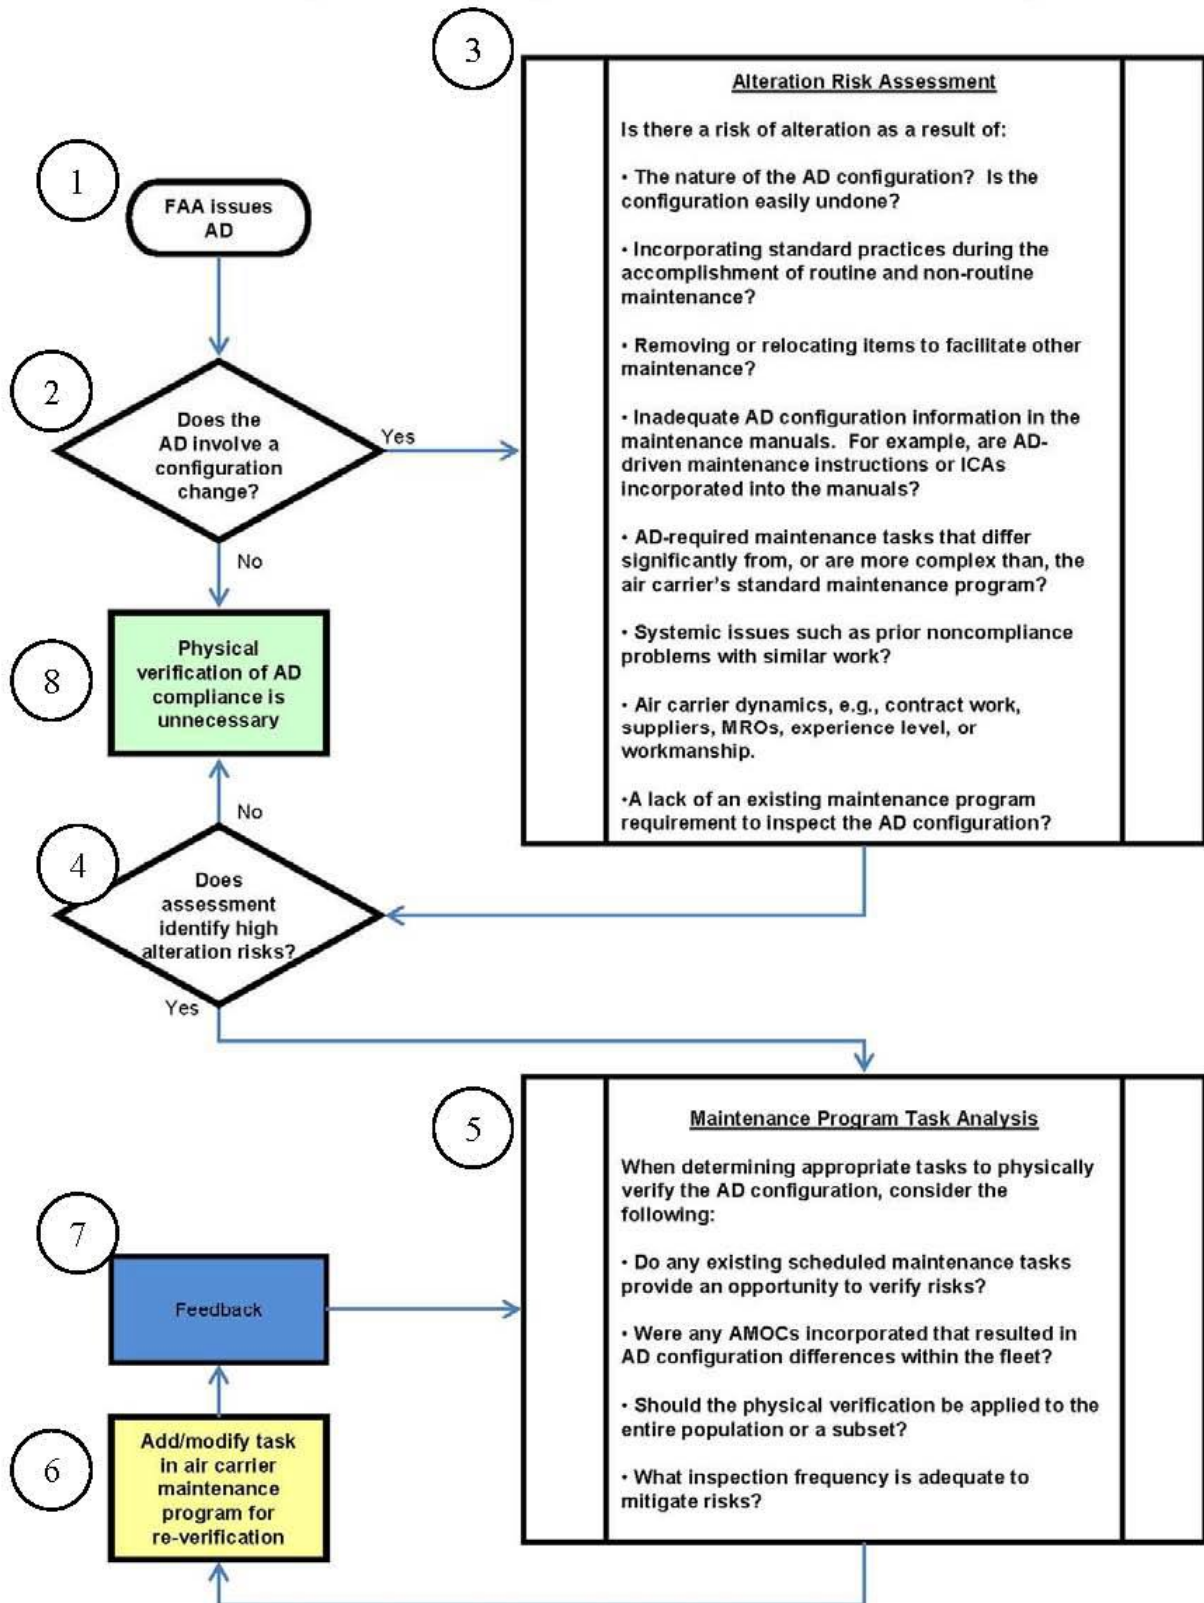 1
FAA issues
AD
2
Does the
AD involve a
configuration
change?
Yes
No
3
Alteration Risk Assessment
Is there a risk of alteration as a result of:
• The nature of the AD configuration? Is the
configuration easily undone?
• Incorporating standard practices during the
accomplishment of routine and non-routine
maintenance?
• Removing or relocating items to facilitate other
maintenance?
• Inadequate AD configuration information in the
maintenance manuals. For example, are AD-
driven maintenance instructions or ICAs
incorporated into the manuals?
• AD-required maintenance tasks that differ
significantly from, or are more complex than, the
air carrier's standard maintenance program?
• Systemic issues such as prior noncompliance
problems with similar work?
• Air carrier dynamics, e.g., contract work,
suppliers, MROs, experience level, or
workmanship.
•A lack of an existing maintenance program
requirement to inspect the AD configuration?
8
Physical
verification of AD
compliance is
unnecessary
No
4
Does
assessment
identify high
alteration risks?
Yes
5
Maintenance Program Task Analysis
When determining appropriate tasks to physically
verify the AD configuration, consider the
following:
• Do any existing scheduled maintenance tasks
provide an opportunity to verify risks?
• Were any AMOCs incorporated that resulted in
AD configuration differences within the fleet?
• Should the physical verification be applied to the
entire population or a subset?
• What inspection frequency is adequate to
mitigate risks?
7
Feedback
6
Add/modify task
in air carrier
maintenance
program for
re-verification